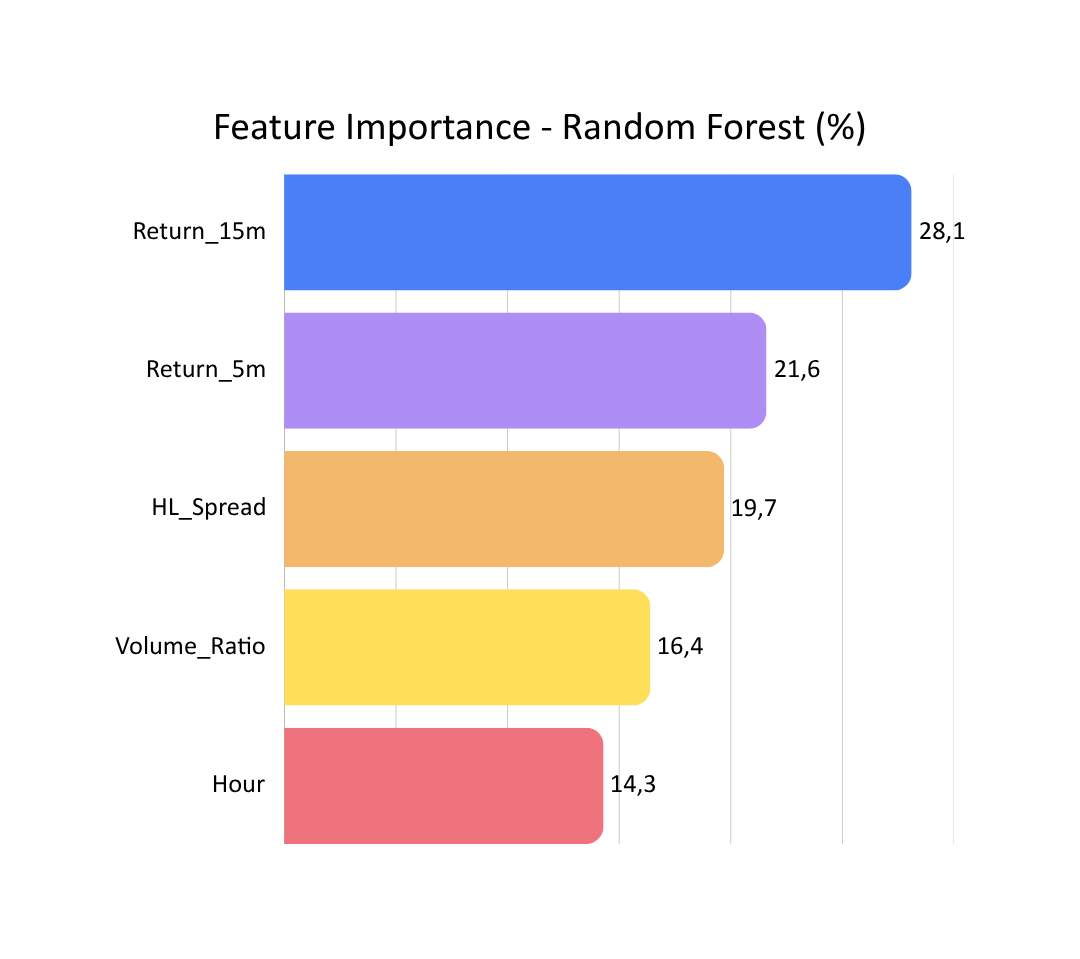 Feature Importance - Random Forest (%)
Return_15m 28,1
Return_5m 21,6
HL_Spread 19,7
Volume_Ratio 16,4
Hour 14,3